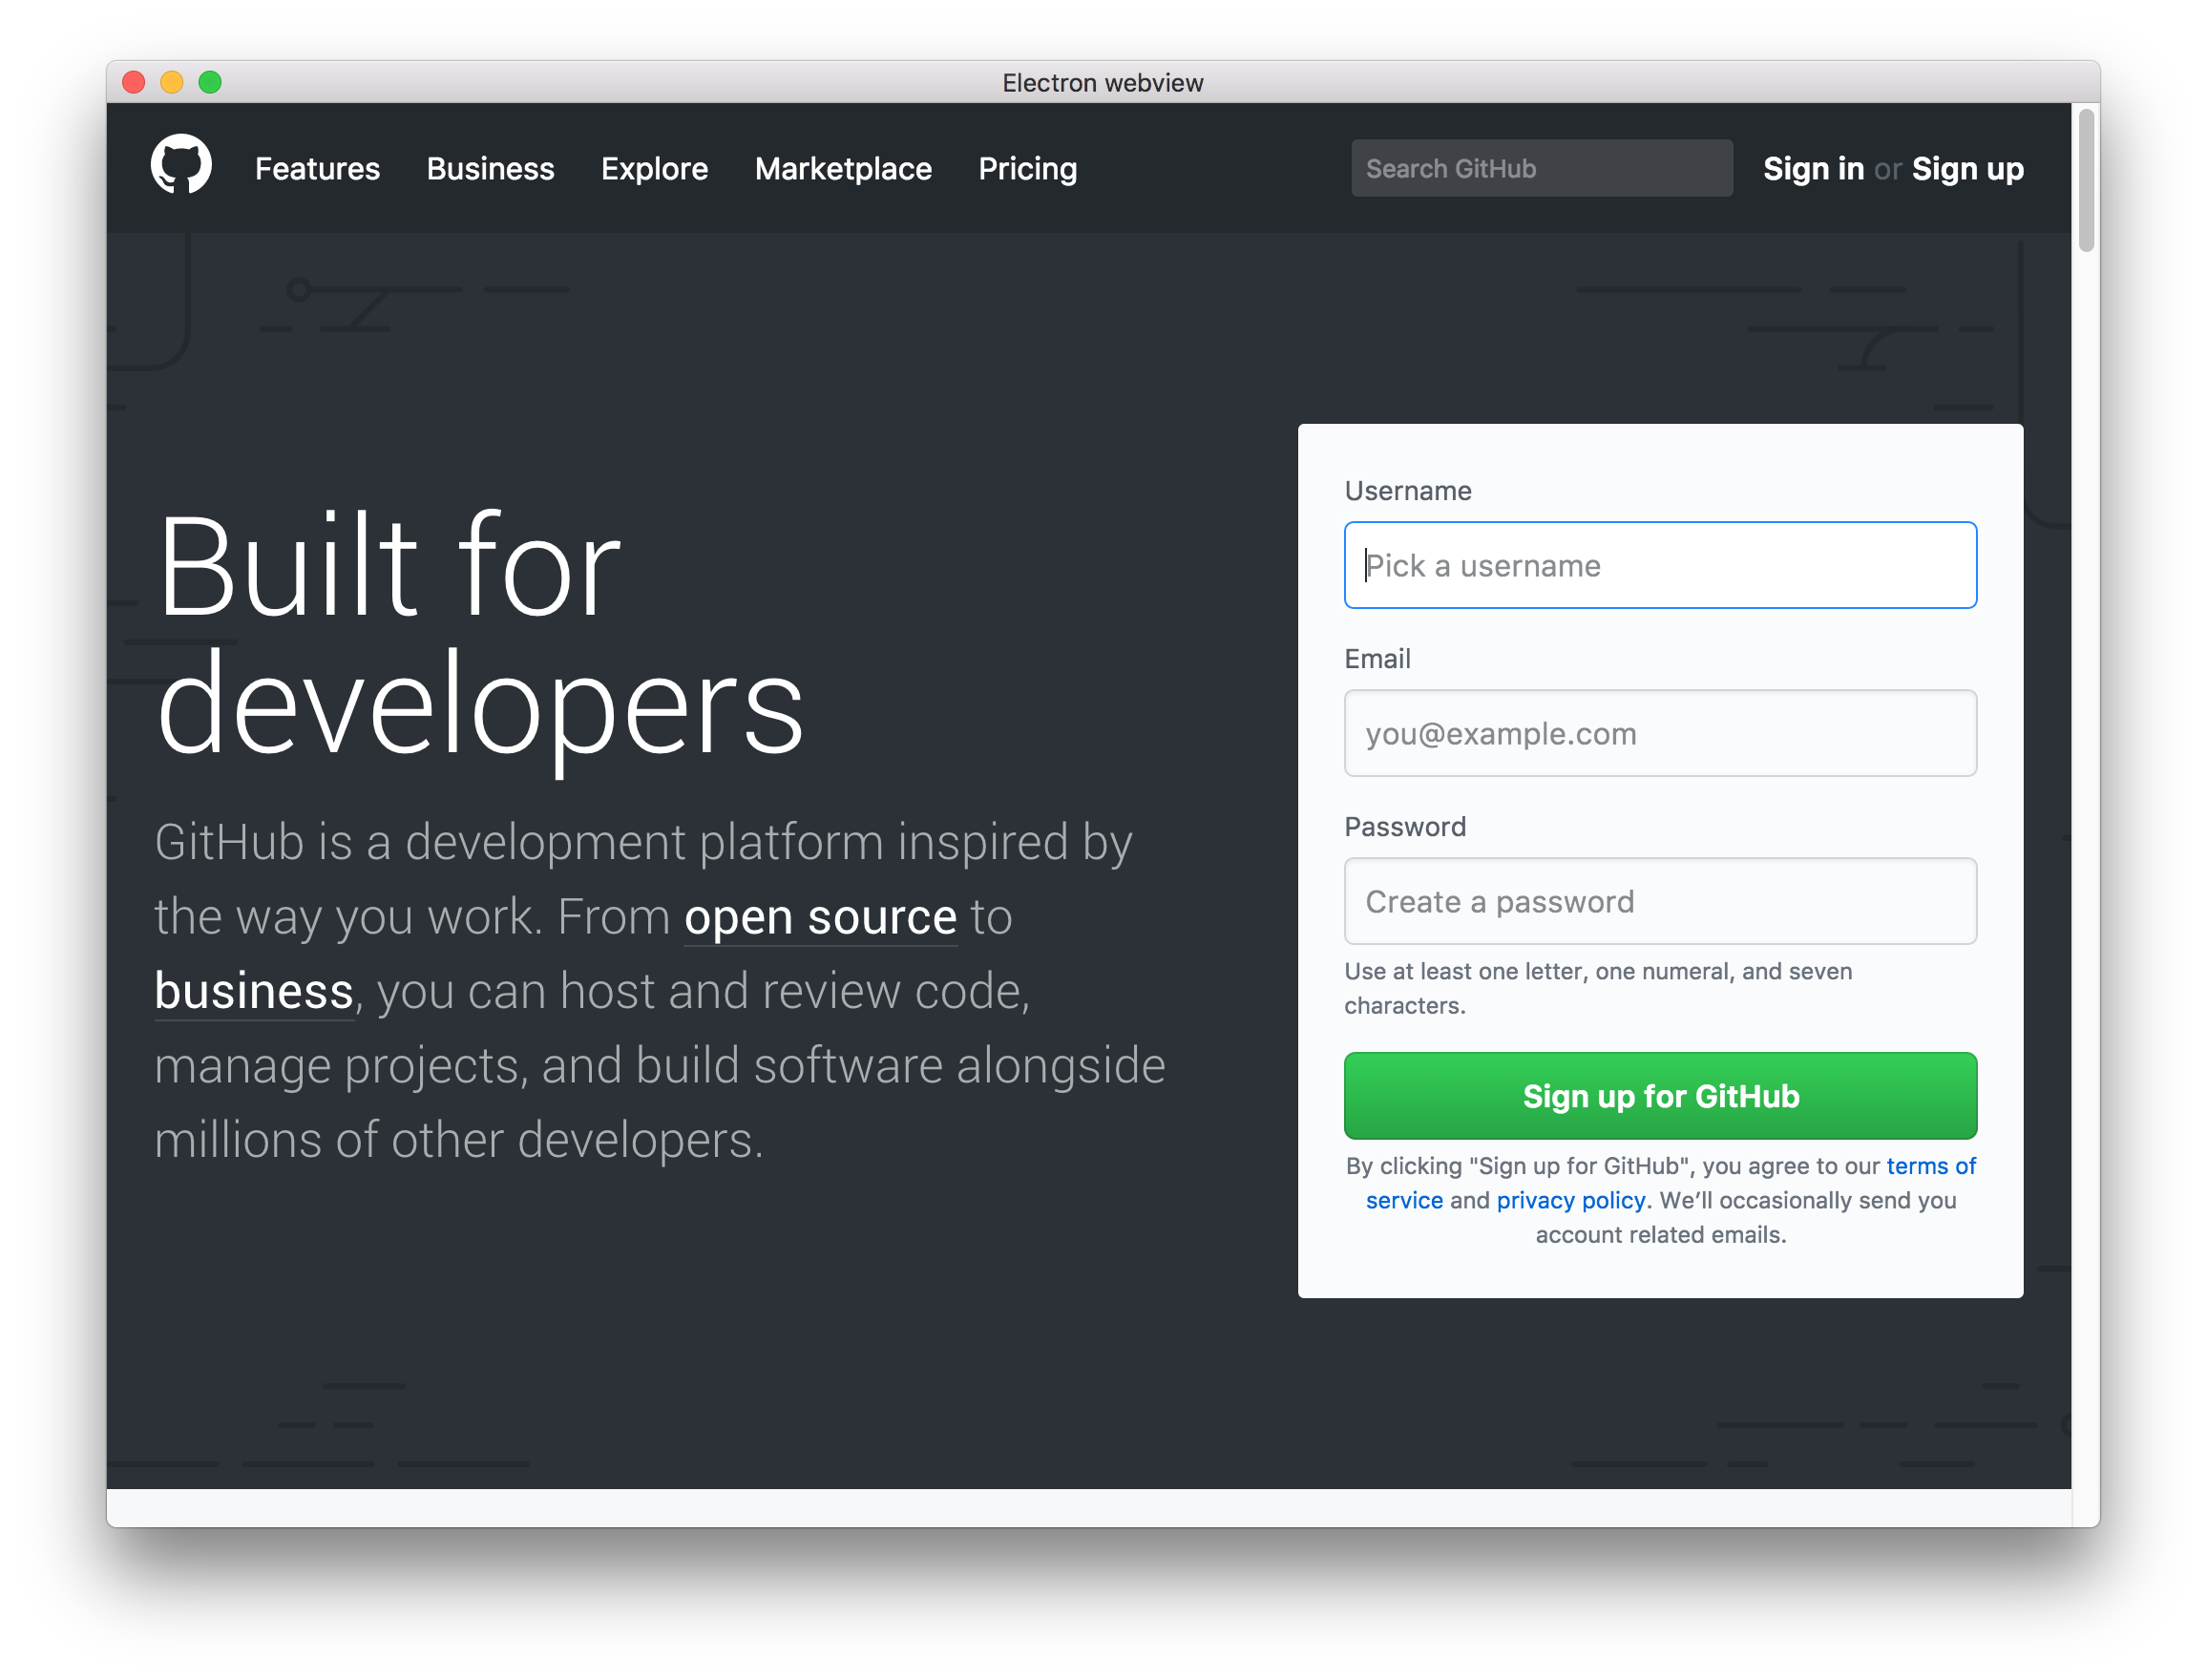 Electron webview
Features Business Explore Marketplace Pricing Search GitHub Sign in or Sign up
Built for
developers
GitHub is a development platform inspired by
the way you work. From open source to
business, you can host and review code,
manage projects, and build software alongside
millions of other developers.
Username
Pick a username
Email
you@example.com
Password
Create a password
Use at least one letter, one numeral, and seven
characters.
Sign up for GitHub
By clicking "Sign up for GitHub", you agree to our terms of
service and privacy policy. We’ll occasionally send you
account related emails.